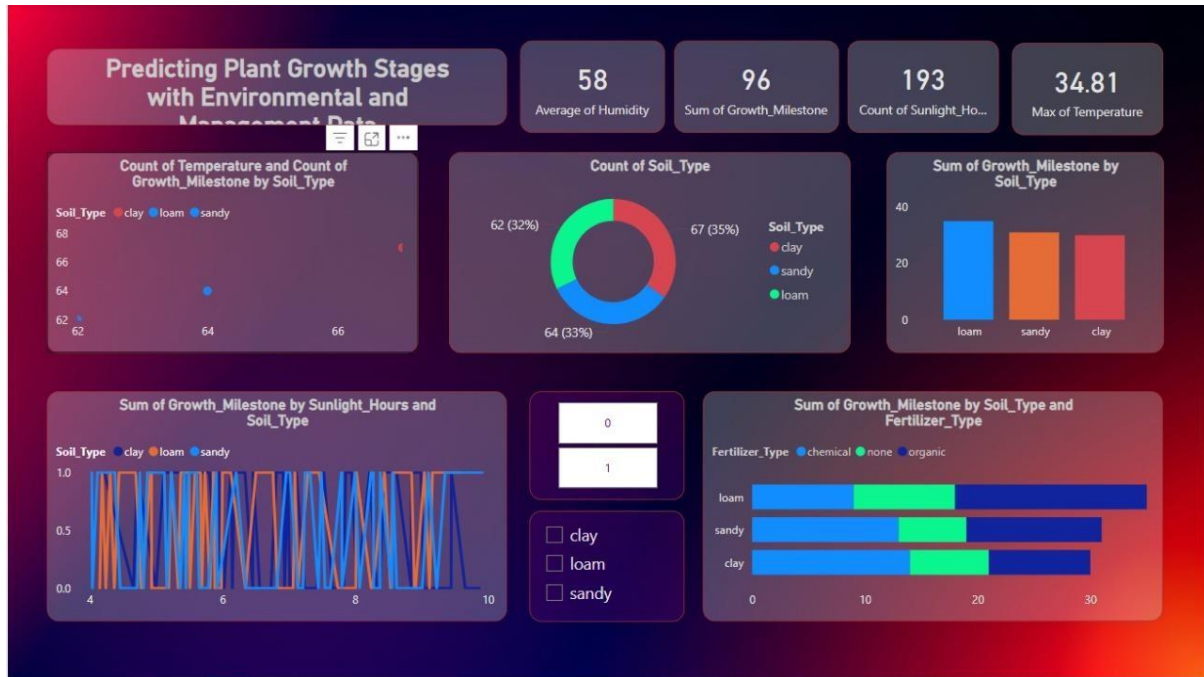 Predicting Plant Growth Stages
with Environmental and
Management Data
58
Average of Humidity
96
Sum of Growth_Milestone
193
Count of Sunlight_Ho...
34.81
Max of Temperature
Count of Temperature and Count of
Growth_Milestone by Soil_Type
Soil_Type clay loam sandy
68
66
64
62
62 64 66
Count of Soil_Type
62 (32%)
67 (35%)
64 (33%)
Soil_Type
clay
sandy
loam
Sum of Growth_Milestone by
Soil_Type
40
20
0
loam sandy clay
Sum of Growth_Milestone by Sunlight_Hours and
Soil_Type
Soil_Type clay loam sandy
1.0
0.5
0.0
4 6 8 10
0
1
clay
loam
sandy
Sum of Growth_Milestone by Soil_Type and
Fertilizer_Type
Fertilizer_Type chemical none organic
loam
sandy
clay
0 10 20 30